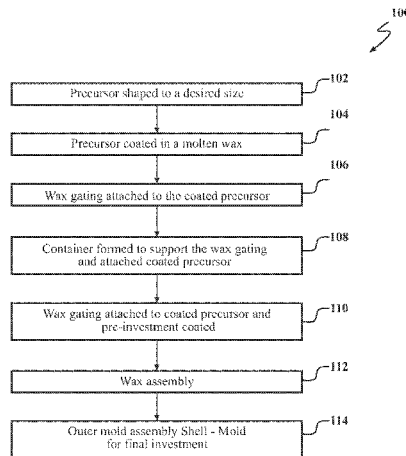 100
Precursor shaped to a desired size
102
Precursor coated in a molten wax
104
Wax gating attached to the coated precursor
106
Container formed to support the wax gating
and attached coated precursor
108
Wax gating attached to coated precursor and
pre-investment coated
110
Wax assembly
112
Outer mold assembly Shell - Mold
for final investment
114